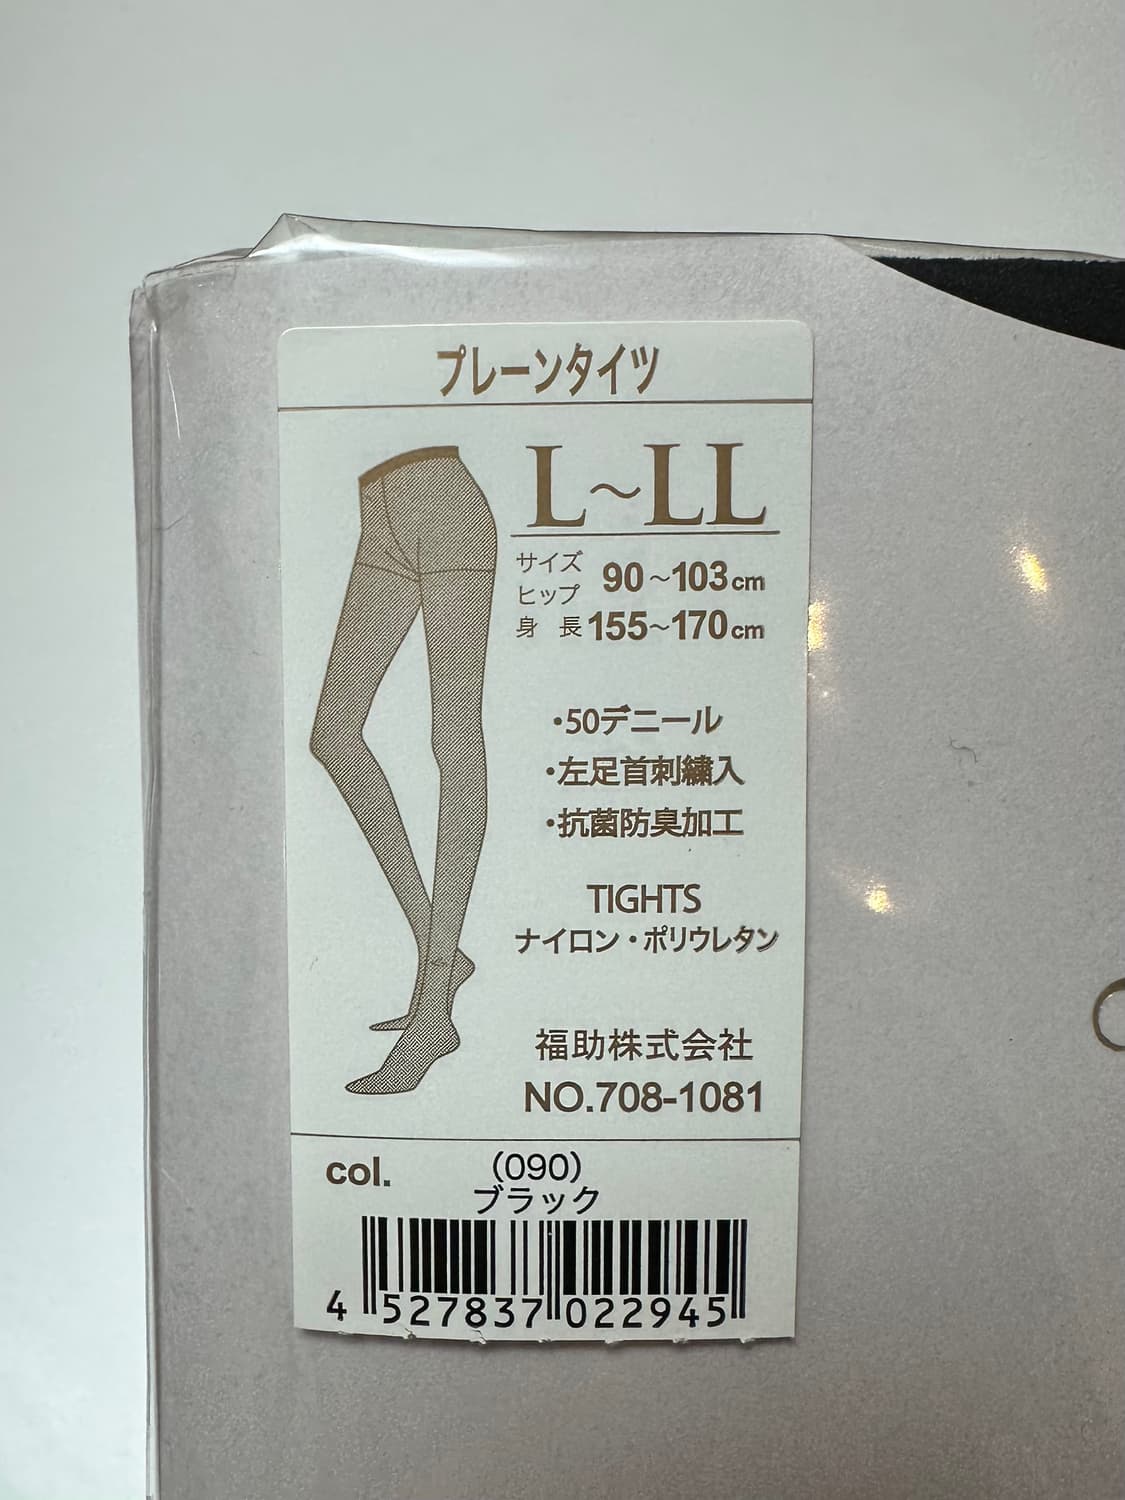 プレーンタイツ
L～LL
サイズ
ヒップ 90～103cm
身 長 155～170cm
・50デニール
・左足首刺繍入
・抗菌防臭加工
TIGHTS
ナイロン・ポリウレタン
福助株式会社
NO.708-1081
col. (090)
ブラック
4 527837 022945